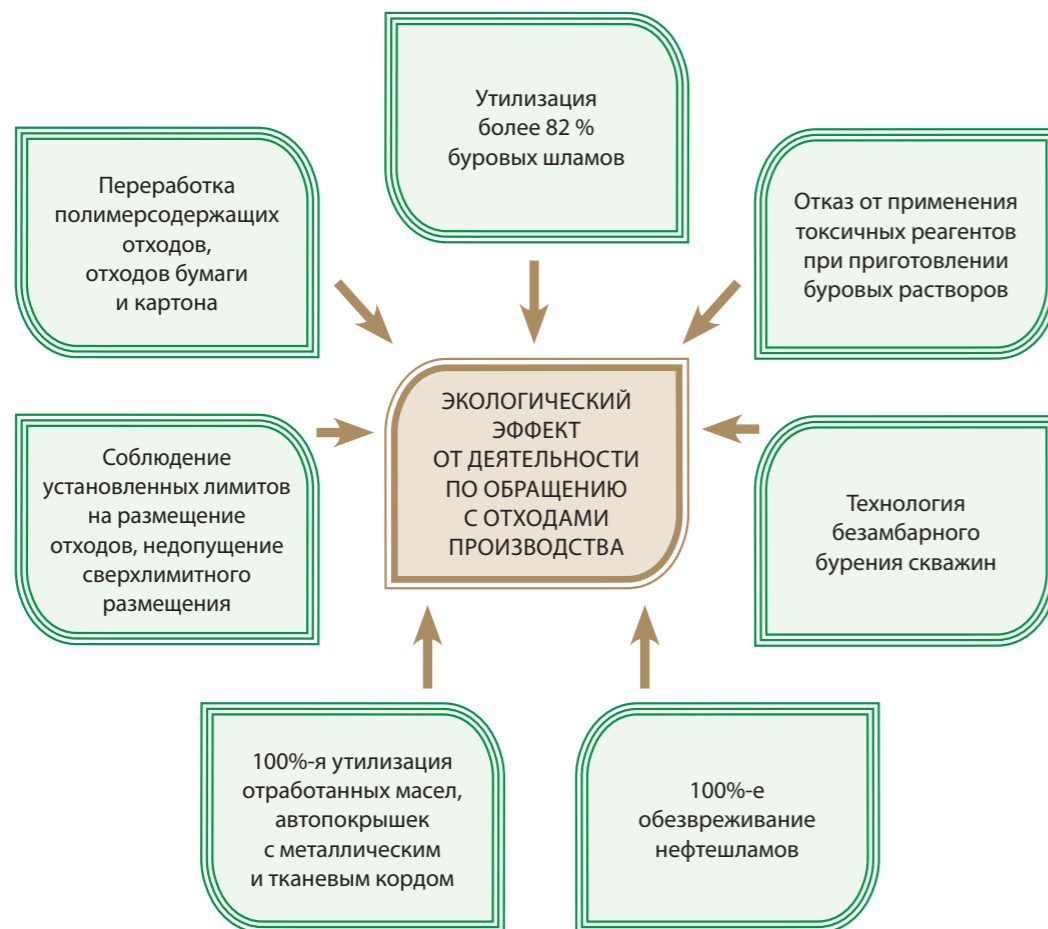 Утилизация
более 82 %
буровых шламов
Переработка
полимерсодержащих
отходов,
отходов бумаги
и картона
Отказ от применения
токсичных реагентов
при приготовлении
буровых растворов
ЭКОЛОГИЧЕСКИЙ
ЭФФЕКТ
ОТ ДЕЯТЕЛЬНОСТИ
ПО ОБРАЩЕНИЮ
С ОТХОДАМИ
ПРОИЗВОДСТВА
Соблюдение
установленных лимитов
на размещение
отходов, недопущение
сверхлимитного
размещения
Технология
безамбарного
бурения скважин
100%-я утилизация
отработанных масел,
автопокрышек
с металлическим
и тканевым кордом
100%-е
обезвреживание
нефтешламов